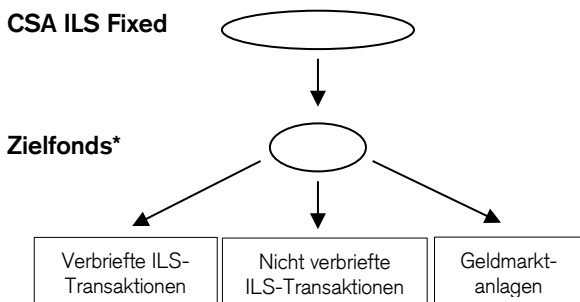 CSA ILS Fixed
Zielfonds*
Verbriefte ILS-
Transaktionen
Nicht verbriefte
ILS-Transaktionen
Geldmarkt-
anlagen